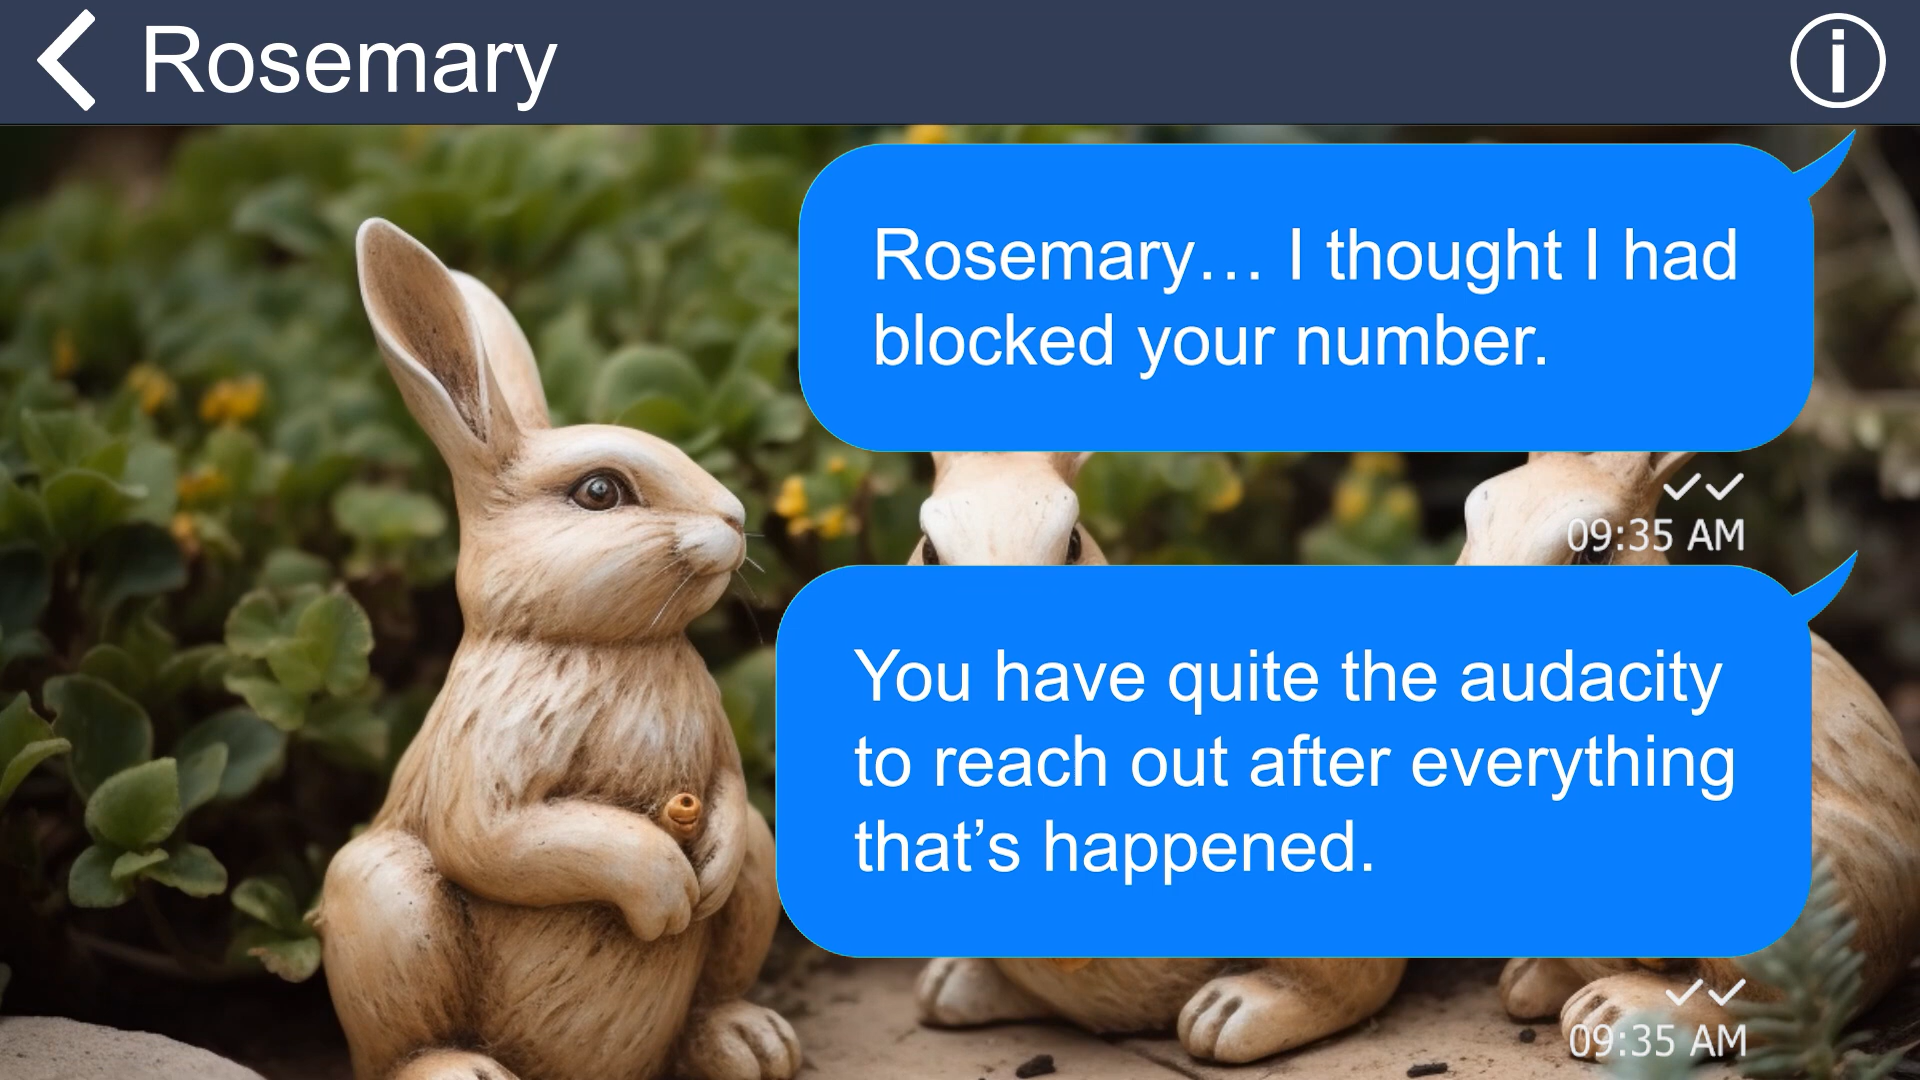 Rosemary
Rosemary… I thought I had
blocked your number.
09:35 AM
You have quite the audacity
to reach out after everything
that’s happened.
09:35 AM